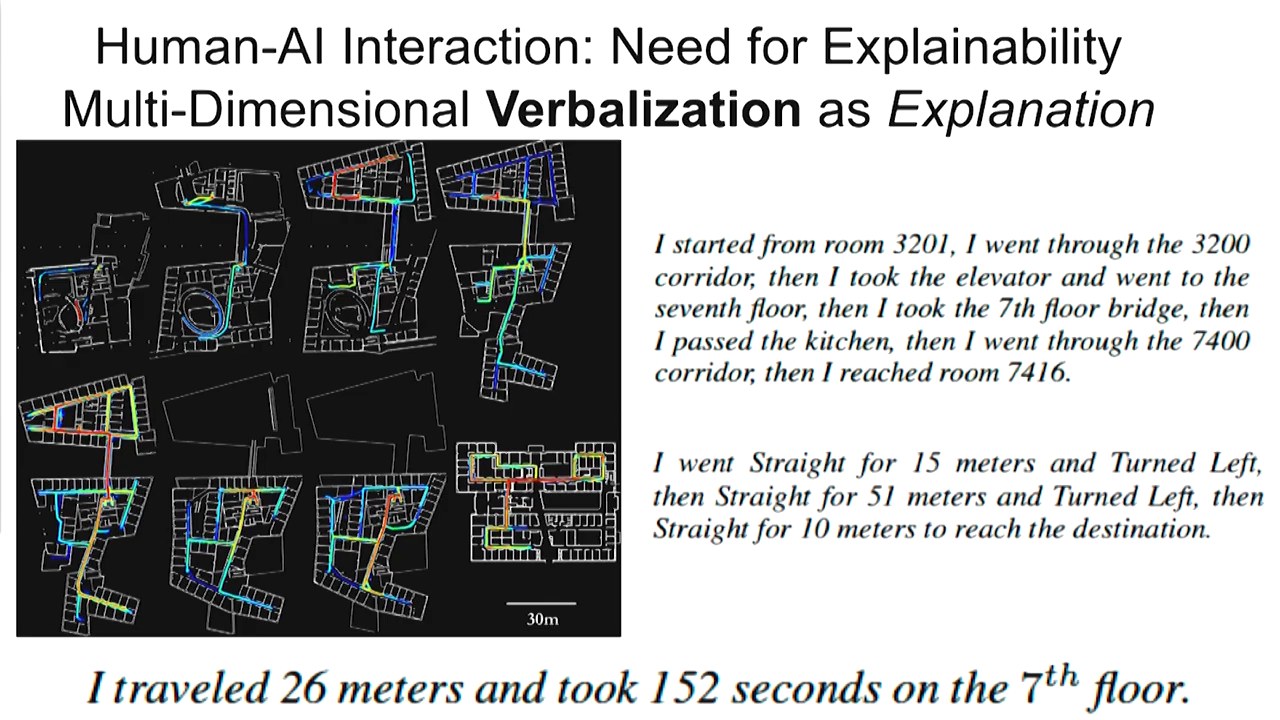 Human-AI Interaction: Need for Explainability
Multi-Dimensional Verbalization as Explanation
I started from room 3201, I went through the 3200
corridor, then I took the elevator and went to the
seventh floor, then I took the 7th floor bridge, then
I passed the kitchen, then I went through the 7400
corridor, then I reached room 7416.
I went Straight for 15 meters and Turned Left,
then Straight for 51 meters and Turned Left, then
Straight for 10 meters to reach the destination.
30m
I traveled 26 meters and took 152 seconds on the 7th floor.